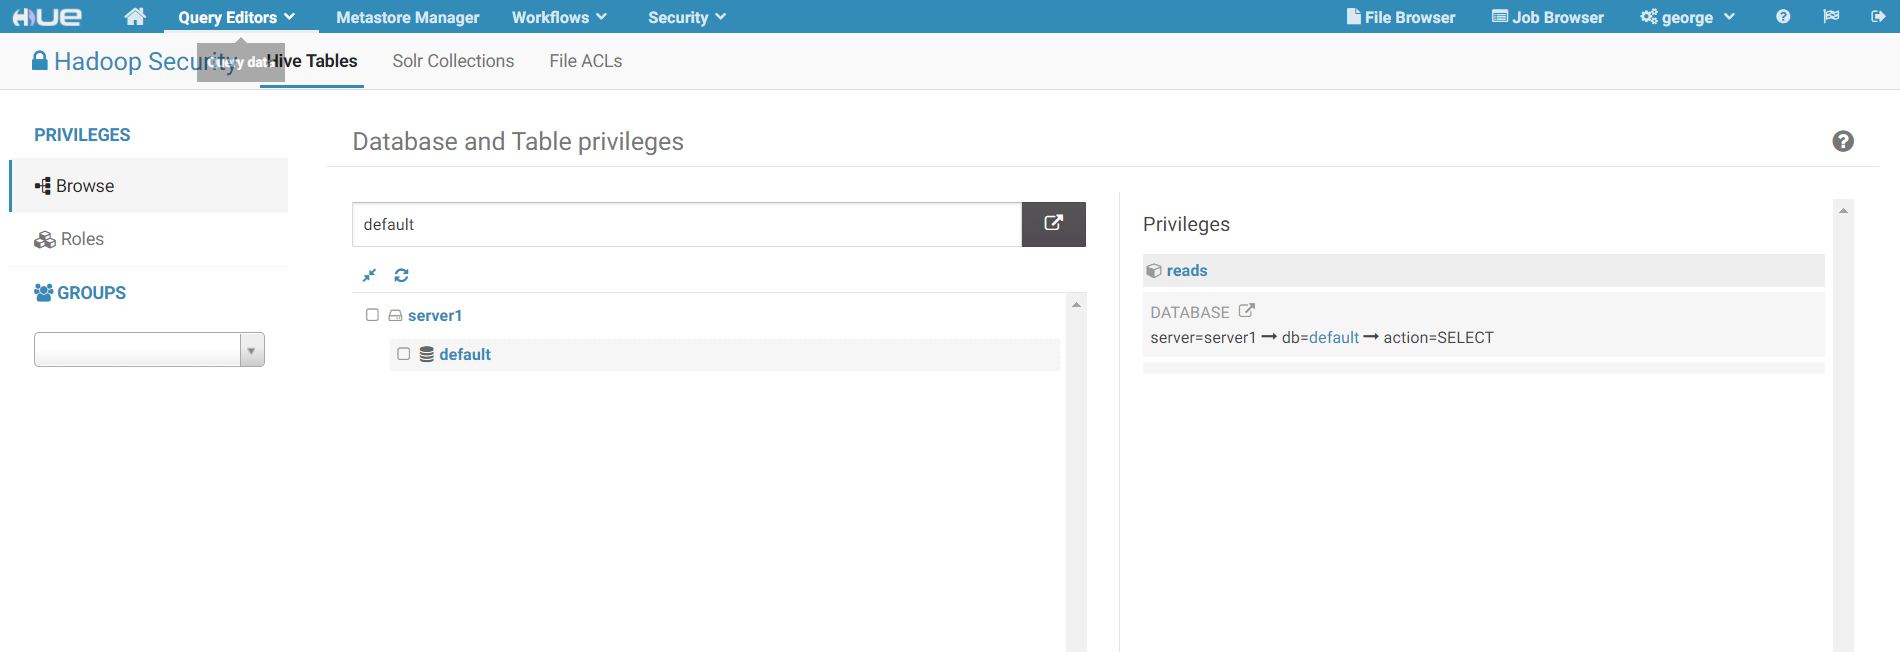 HUE Query Editors Metastore Manager Workflows Security File Browser Job Browser george
Hadoop Security Hive Tables Solr Collections File ACLs
Query data
PRIVILEGES
Browse
Roles
GROUPS
Database and Table privileges
default
server1
default
Privileges
reads
DATABASE
server=server1 → db=default → action=SELECT